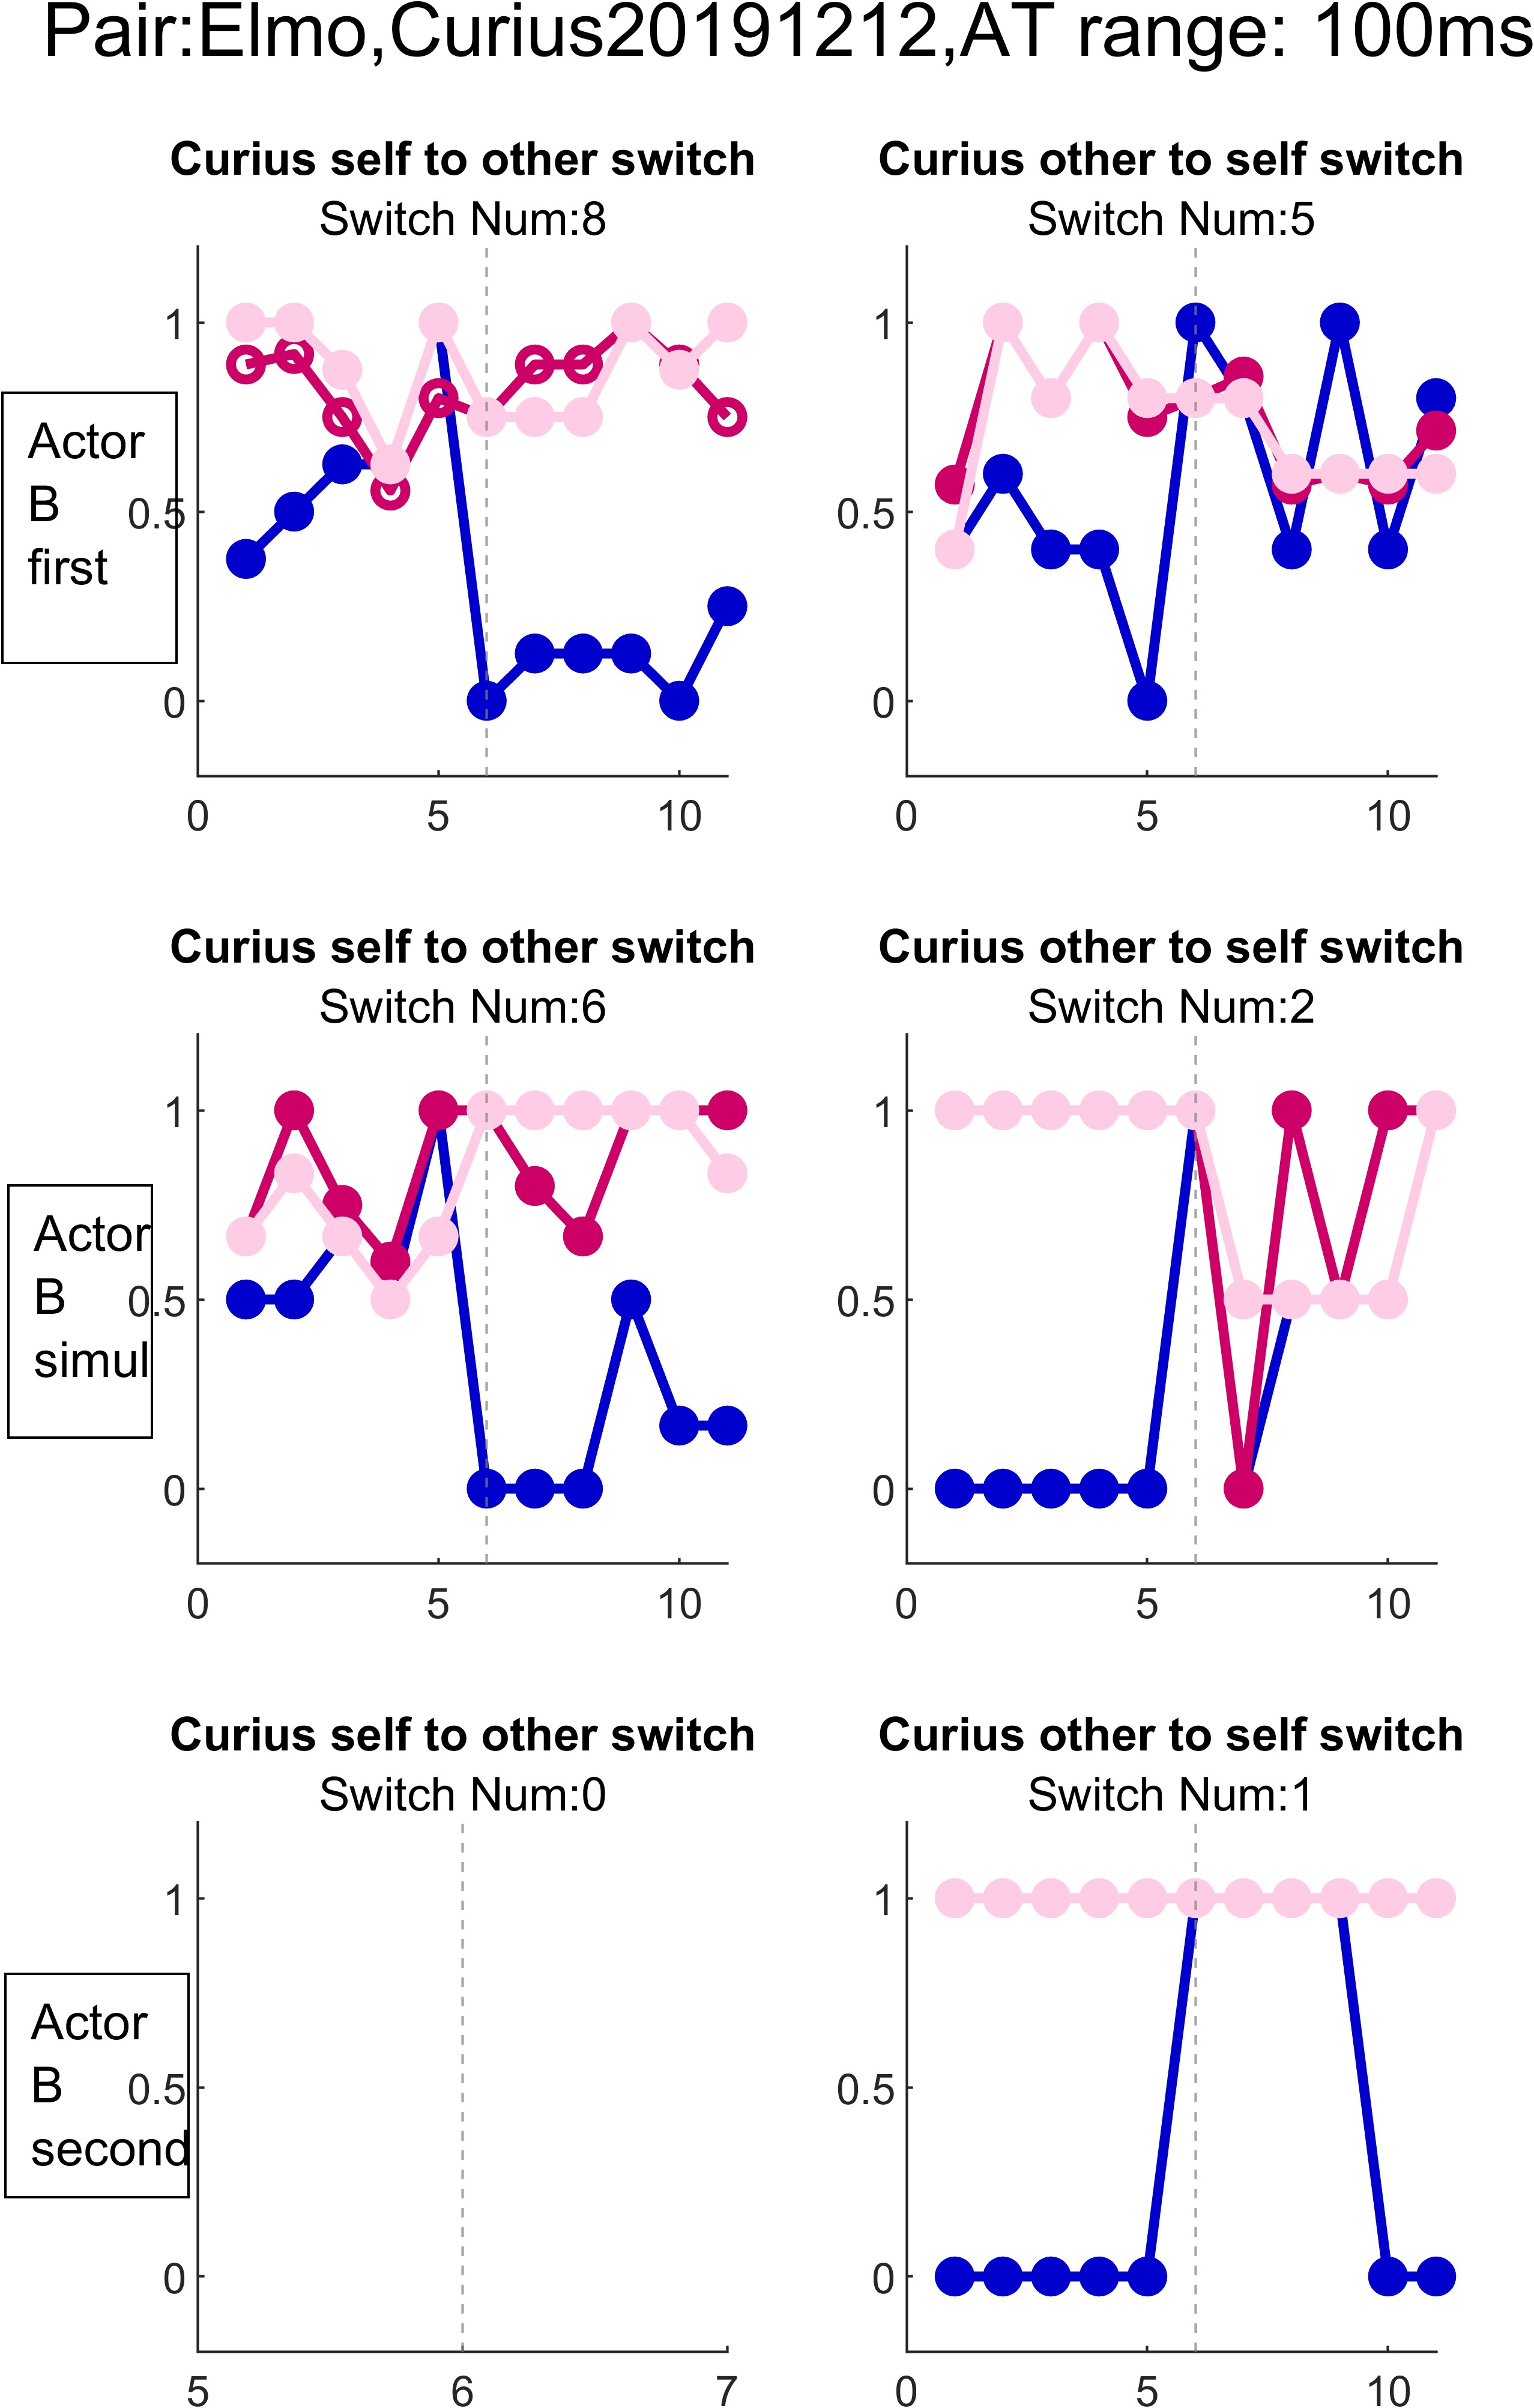 Pair:Elmo,Curius20191212,AT range: 100ms
Curius self to other switch
Switch Num:8
1
0.5
0
0 5 10
Actor
B
first
Curius other to self switch
Switch Num:5
1
0.5
0
0 5 10
Curius self to other switch
Switch Num:6
1
0.5
0
0 5 10
Actor
B
simul
Curius other to self switch
Switch Num:2
1
0.5
0
0 5 10
Curius self to other switch
Switch Num:0
1
0.5
0
5 6 7
Actor
B
second
Curius other to self switch
Switch Num:1
1
0.5
0
0 5 10